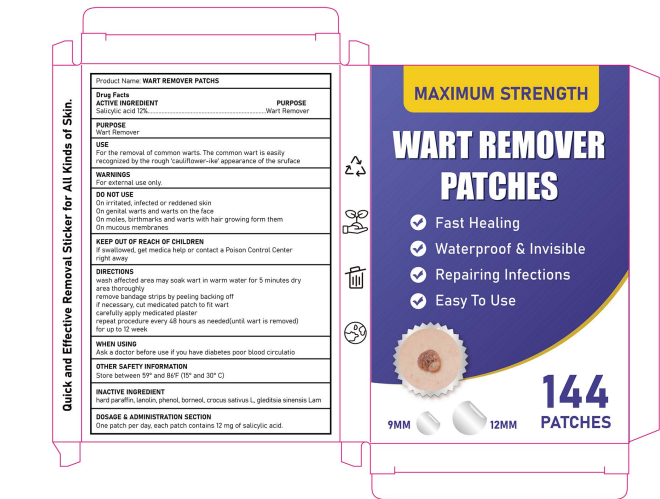 Quick and Effective Removal Sticker for All Kinds of Skin.
Product Name: WART REMOVER PATCHS
Drug Facts
ACTIVE INGREDIENT PURPOSE
Salicylic acid 12%......Wart Remover
PURPOSE
Wart Remover
USE
For the removal of common warts. The common wart is easily
recognized by the rough 'cauliflower-ike' appearance of the sruface
WARNINGS
For external use only.
DO NOT USE
On irritated, infected or reddened skin
On genital warts and warts on the face
On moles, birthmarks and warts with hair growing form them
On mucous membranes
KEEP OUT OF REACH OF CHILDREN
If swallowed, get medica help or contact a Poison Control Center
right away
DIRECTIONS
wash affected area may soak wart in warm water for 5 minutes dry
area thoroughly
remove bandage strips by peeling backing off
if necessary, cut medicated patch to fit wart
carefully apply medicated plaster
repeat procedure every 48 hours as needed(until wart is removed)
for up to 12 week
WHEN USING
Ask a doctor before use if you have diabetes poor blood circulatio
OTHER SAFETY INFORMATION
Store between 59° and 86°F (15° and 30° C)
INACTIVE INGREDIENT
hard paraffin, lanolin, phenol, borneol, crocus sativus L, gleditsia sinensis Lam
DOSAGE & ADMINISTRATION SECTION
One patch per day, each patch contains 12 mg of salicylic acid.
MAXIMUM STRENGTH
WART REMOVER
PATCHES
Fast Healing
Waterproof & Invisible
Repairing Infections
Easy To Use
144
PATCHES
9MM
12MM